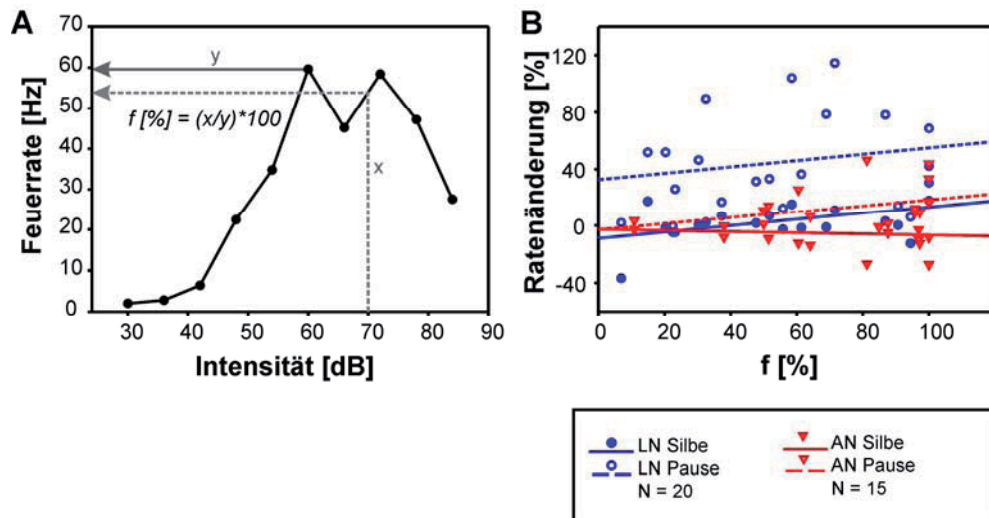 A
Feuerrate [Hz]
70
60
50
40
30
20
10
0
y
f [%] = (x/y)*100
x
30 40 50 60 70 80 90
Intensität [dB]
B
Ratenänderung [%]
120
80
40
0
-40
0 20 40 60 80 100
f [%]
LN Silbe
LN Pause
N = 20
AN Silbe
AN Pause
N = 15